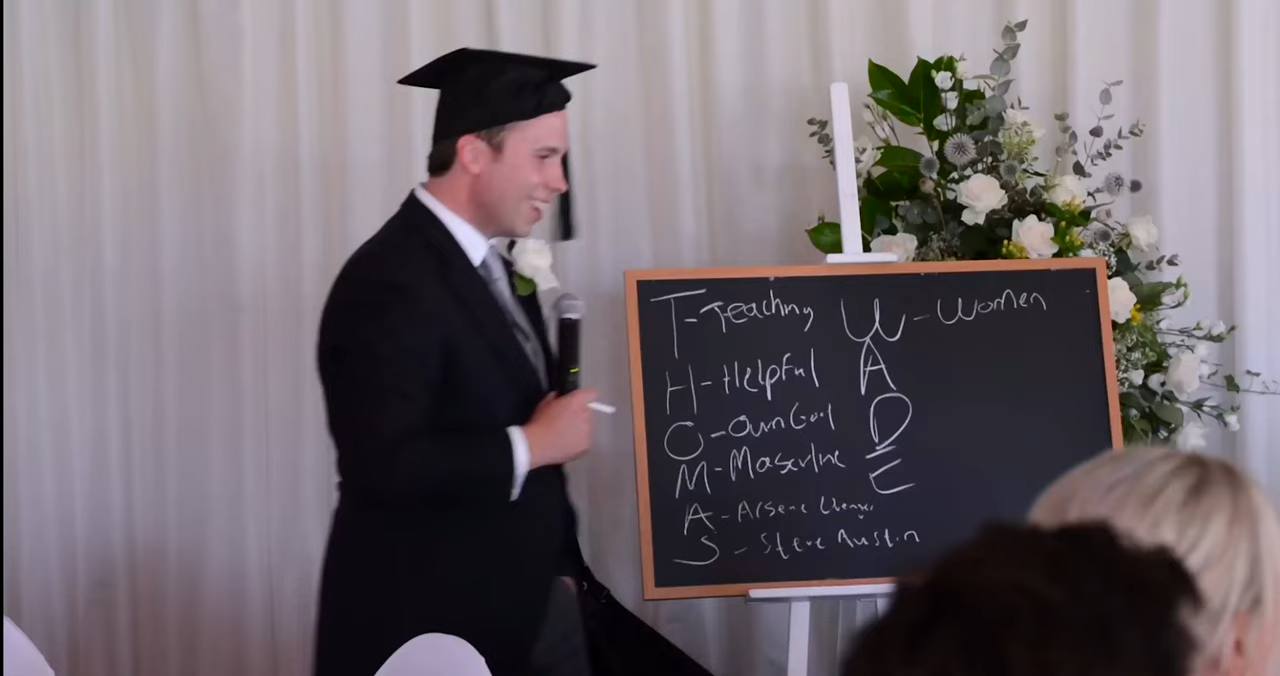 T-Teaching
H-Helpful
O-Own Goal
M-Masculine
A-Arsene Wenger
S-Steve Austin
W-Women
A
D
E